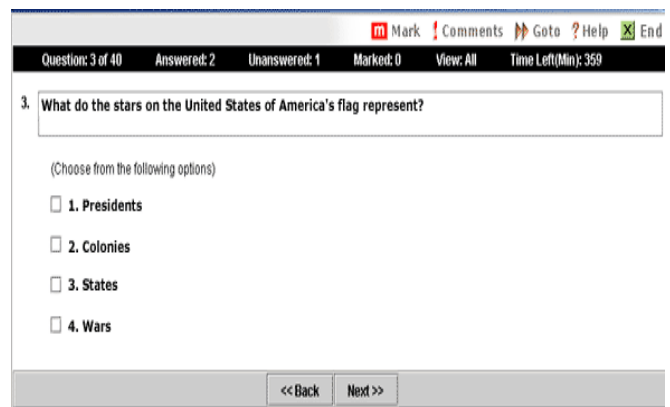 m Mark ! Comments Goto ? Help X End
Question: 3 of 40 Answered: 2 Unanswered: 1 Marked: 0 View: All Time Left(Min): 359
3. What do the stars on the United States of America's flag represent?
(Choose from the following options)
1. Presidents
2. Colonies
3. States
4. Wars
<< Back Next >>